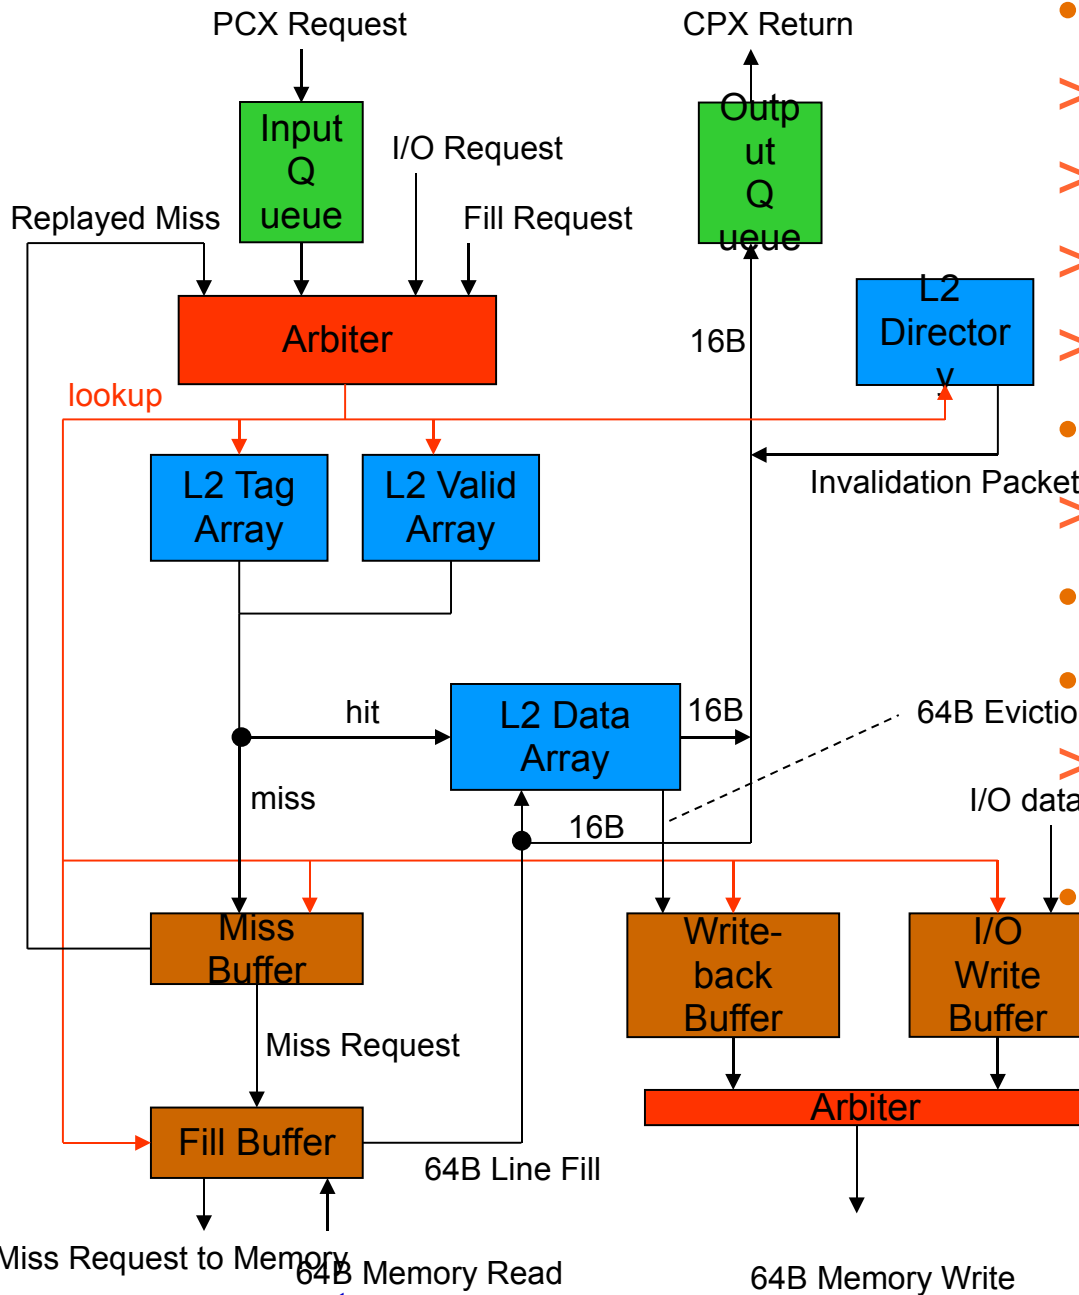 PCX Request
CPX Return
Input
Q
ueue
Outp
ut
Q
ueue
I/O Request
Replayed Miss
Fill Request
Arbiter
16B
L2
Director
y
lookup
L2 Tag
Array
L2 Valid
Array
Invalidation Packet
hit
L2 Data
Array
16B
64B Evictio
miss
16B
I/O data
Miss
Buffer
Write-
back
Buffer
I/O
Write
Buffer
Miss Request
Arbiter
Fill Buffer
64B Line Fill
Miss Request to Memory
64B Memory Read
64B Memory Write